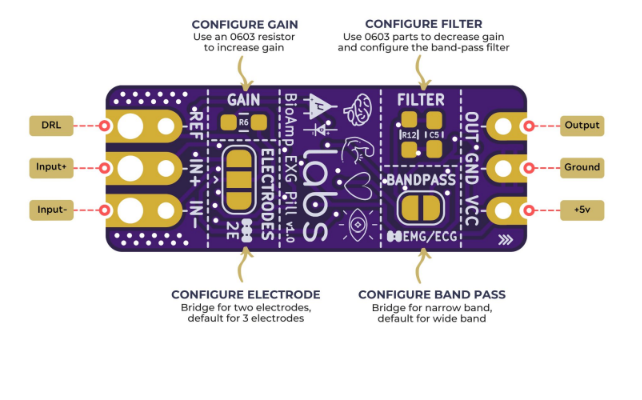 CONFIGURE GAIN
Use an 0603 resistor
to increase gain
CONFIGURE FILTER
Use 0603 parts to decrease gain
and configure the band-pass filter
DRL
Input+
Input-
REF
IN+
IN
GAIN
R6
ELECTRODES
2E
BioAmp EXG Pill v1.0
labs
μ
FILTER
R12
C5
BANDPASS
EMG/ECG
OUT
GND
VCC
Output
Ground
+5v
CONFIGURE ELECTRODE
Bridge for two electrodes,
default for 3 electrodes
CONFIGURE BAND PASS
Bridge for narrow band,
default for wide band